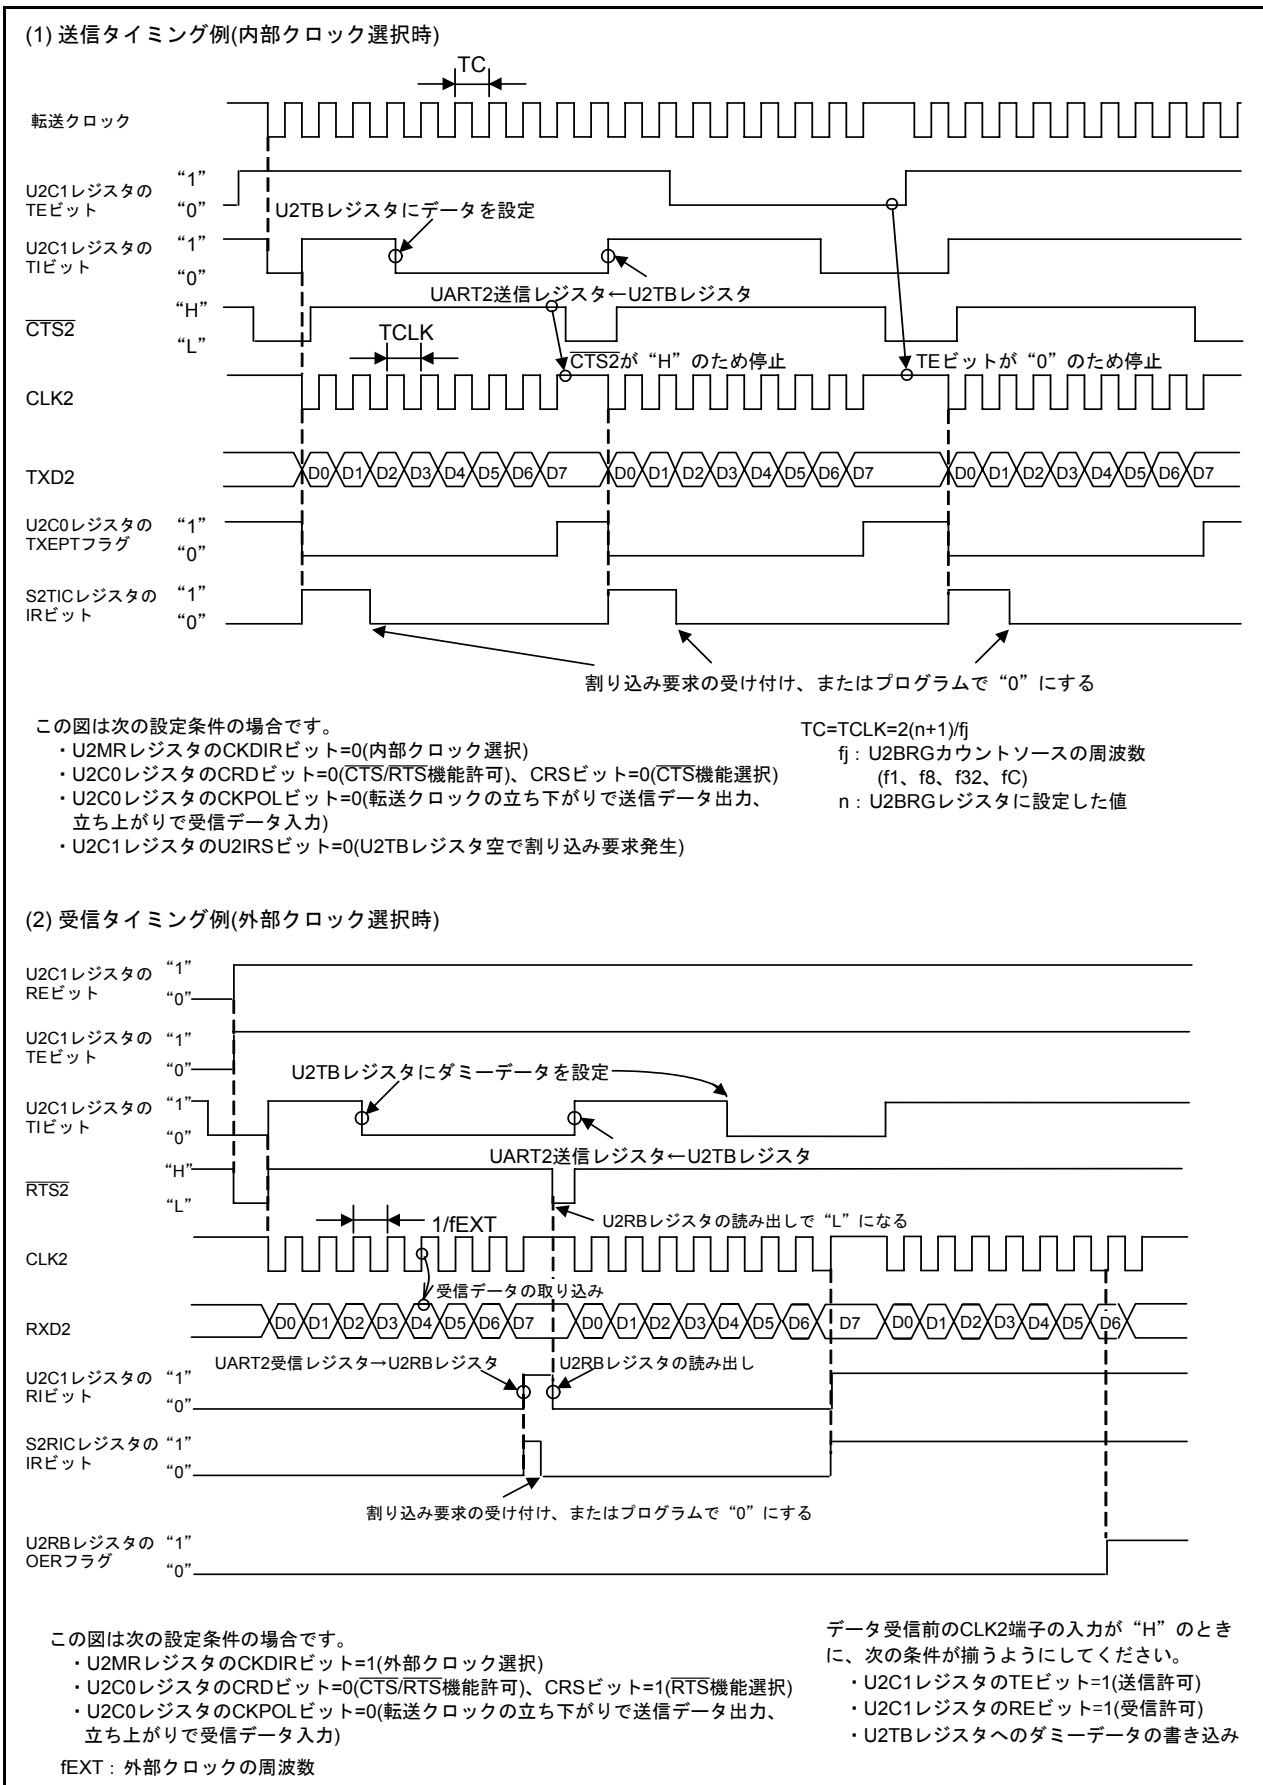 (1) 送信タイミング例(内部クロック選択時)
TC
転送クロック
U2C1レジスタの
TEビット
“1”
“0”
U2TBレジスタにデータを設定
U2C1レジスタの
TIビット
“1”
“0”
UART2送信レジスタ←U2TBレジスタ
CTS2
“H”
“L”
TCLK
CTS2が“H”のため停止
TEビットが“0”のため停止
CLK2
TXD2
D0 D1 D2 D3 D4 D5 D6 D7 D0 D1 D2 D3 D4 D5 D6 D7 D0 D1 D2 D3 D4 D5 D6 D7
U2C0レジスタの
TXEPTフラグ
“1”
“0”
S2TICレジスタの
IRビット
“1”
“0”
割り込み要求の受け付け、またはプログラムで“0”にする
この図は次の設定条件の場合です。
・U2MRレジスタのCKDIRビット=0(内部クロック選択)
・U2C0レジスタのCRDビット=0(CTS/RTS機能許可)、CRSビット=0(CTS機能選択)
・U2C0レジスタのCKPOLビット=0(転送クロックの立ち下がりで送信データ出力、
立ち上がりで受信データ入力)
・U2C1レジスタのU2IRSビット=0(U2TBレジスタ空で割り込み要求発生)
TC=TCLK=2(n+1)/fj
fj：U2BRGカウントソースの周波数
(f1、f8、f32、fC)
n：U2BRGレジスタに設定した値
(2) 受信タイミング例(外部クロック選択時)
U2C1レジスタの
REビット
“1”
“0”
U2C1レジスタの
TEビット
“1”
“0”
U2TBレジスタにダミーデータを設定
U2C1レジスタの
TIビット
“1”
“0”
UART2送信レジスタ←U2TBレジスタ
RTS2
“H”
“L”
1/fEXT
U2RBレジスタの読み出しで“L”になる
CLK2
受信データの取り込み
RXD2
D0 D1 D2 D3 D4 D5 D6 D7 D0 D1 D2 D3 D4 D5 D6 D7 D0 D1 D2 D3 D4 D5 D6
UART2受信レジスタ→U2RBレジスタ
U2RBレジスタの読み出し
U2C1レジスタの
RIビット
“1”
“0”
S2RICレジスタの
IRビット
“1”
“0”
割り込み要求の受け付け、またはプログラムで“0”にする
U2RBレジスタの
OERフラグ
“1”
“0”
この図は次の設定条件の場合です。
・U2MRレジスタのCKDIRビット=1(外部クロック選択)
・U2C0レジスタのCRDビット=0(CTS/RTS機能許可)、CRSビット=1(RTS機能選択)
・U2C0レジスタのCKPOLビット=0(転送クロックの立ち下がりで送信データ出力、
立ち上がりで受信データ入力)
fEXT：外部クロックの周波数
データ受信前のCLK2端子の入力が“H”のとき
に、次の条件が揃うようにしてください。
・U2C1レジスタのTEビット=1(送信許可)
・U2C1レジスタのREビット=1(受信許可)
・U2TBレジスタへのダミーデータの書き込み